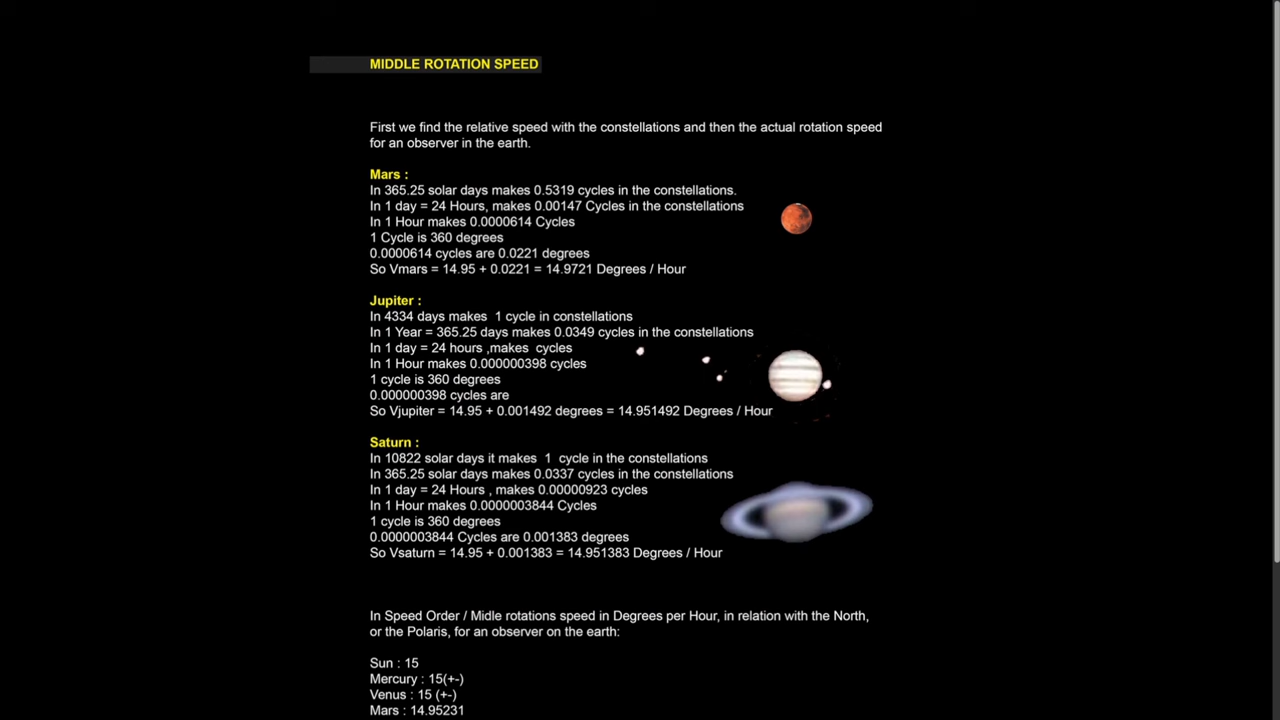 MIDDLE ROTATION SPEED
First we find the relative speed with the constellations and then the actual rotation speed
for an observer in the earth.
Mars :
In 365.25 solar days makes 0.5319 cycles in the constellations.
In 1 day = 24 Hours, makes 0.00147 Cycles in the constellations
In 1 Hour makes 0.0000614 Cycles
1 Cycle is 360 degrees
0.0000614 cycles are 0.0221 degrees
So Vmars = 14.95 + 0.0221 = 14.9721 Degrees / Hour
Jupiter :
In 4334 days makes 1 cycle in constellations
In 1 Year = 365.25 days makes 0.0349 cycles in the constellations
In 1 day = 24 hours ,makes cycles
In 1 Hour makes 0.000000398 cycles
1 cycle is 360 degrees
0.000000398 cycles are
So Vjupiter = 14.95 + 0.001492 degrees = 14.951492 Degrees / Hour
Saturn :
In 10822 solar days it makes 1 cycle in the constellations
In 365.25 solar days makes 0.0337 cycles in the constellations
In 1 day = 24 Hours , makes 0.00000923 cycles
In 1 Hour makes 0.0000003844 Cycles
1 cycle is 360 degrees
0.0000003844 Cycles are 0.001383 degrees
So Vsaturn = 14.95 + 0.001383 = 14.951383 Degrees / Hour
In Speed Order / Midle rotations speed in Degrees per Hour, in relation with the North,
or the Polaris, for an observer on the earth:
Sun : 15
Mercury : 15(+-)
Venus : 15 (+-)
Mars : 14.95231